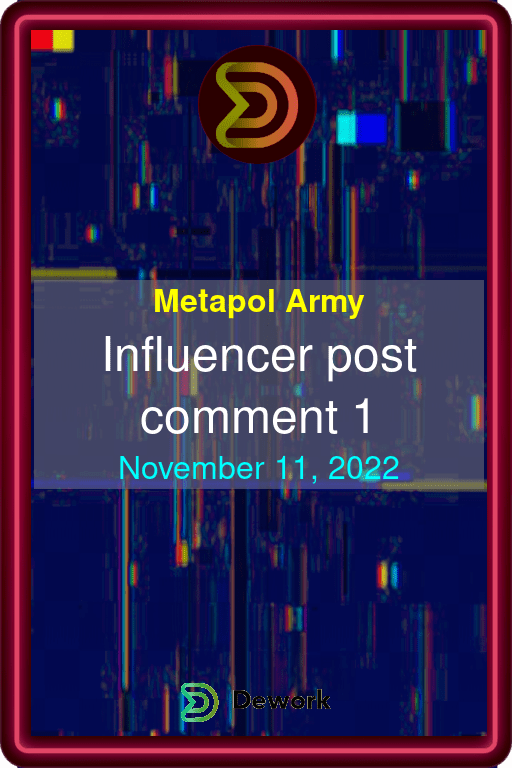 Metapol Army
Influencer post
comment 1
November 11, 2022
Dework